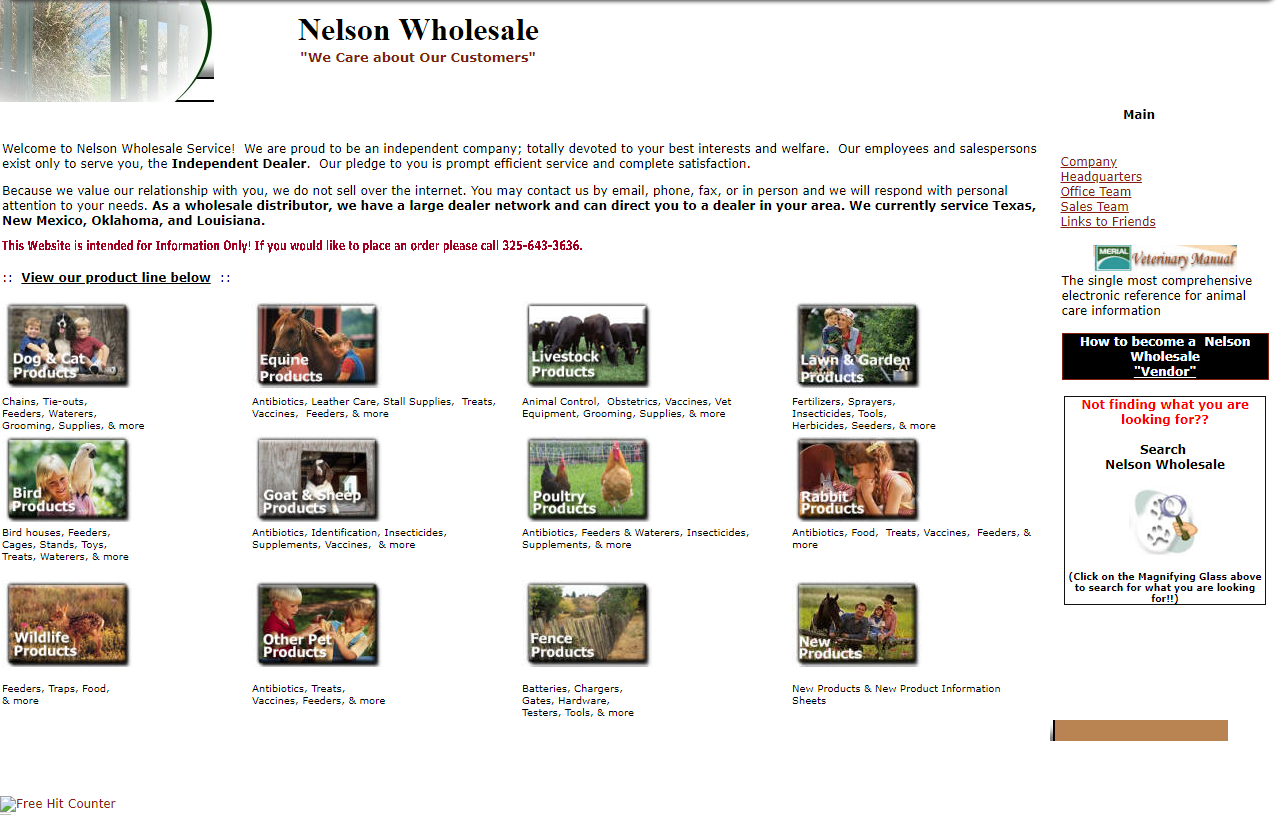 Nelson Wholesale
"We Care about Our Customers"
Main
Welcome to Nelson Wholesale Service!  We are proud to be an independent company; totally devoted to your best interests and welfare.  Our employees and salespersons
exist only to serve you, the Independent Dealer.  Our pledge to you is prompt efficient service and complete satisfaction.
Because we value our relationship with you, we do not sell over the internet. You may contact us by email, phone, fax, or in person and we will respond with personal
attention to your needs. As a wholesale distributor, we have a large dealer network and can direct you to a dealer in your area. We currently service Texas,
New Mexico, Oklahoma, and Louisiana.
This Website is intended for Information Only! If you would like to place an order please call 325-643-3636.
:: View our product line below ::
Dog & Cat
Products
Equine
Products
Livestock
Products
Lawn & Garden
Products
Chains, Tie-outs,
Feeders, Waterers,
Grooming, Supplies, & more
Antibiotics, Leather Care, Stall Supplies,  Treats,
Vaccines,  Feeders, & more
Animal Control,  Obstetrics, Vaccines, Vet
Equipment, Grooming, Supplies, & more
Fertilizers, Sprayers,
Insecticides, Tools,
Herbicides, Seeders, & more
Bird
Products
Goat & Sheep
Products
Poultry
Products
Rabbit
Products
Bird houses, Feeders,
Cages, Stands, Toys,
Treats, Waterers, & more
Antibiotics, Identification, Insecticides,
Supplements, Vaccines,  & more
Antibiotics, Feeders & Waterers, Insecticides,
Supplements, & more
Antibiotics, Food,  Treats, Vaccines,  Feeders, &
more
Wildlife
Products
Other Pet
Products
Fence
Products
New
Products
Feeders, Traps, Food,
& more
Antibiotics, Treats,
Vaccines, Feeders, & more
Batteries, Chargers,
Gates, Hardware,
Testers, Tools, & more
New Products & New Product Information
Sheets
Company
Headquarters
Office Team
Sales Team
Links to Friends
MERIAL Veterinary Manual
The single most comprehensive
electronic reference for animal
care information
How to become a  Nelson
Wholesale
"Vendor"
Not finding what you are
looking for??
Search
Nelson Wholesale
(Click on the Magnifying Glass above
to search for what you are looking
for!!)
Free Hit Counter